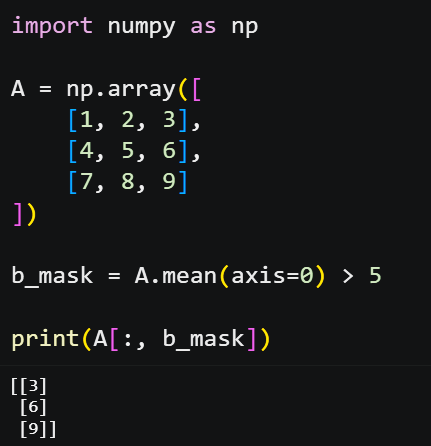 import numpy as np
A = np.array([
    [1, 2, 3],
    [4, 5, 6],
    [7, 8, 9]
])
b_mask = A.mean(axis=0) > 5
print(A[:, b_mask])
[[3]
 [6]
 [9]]